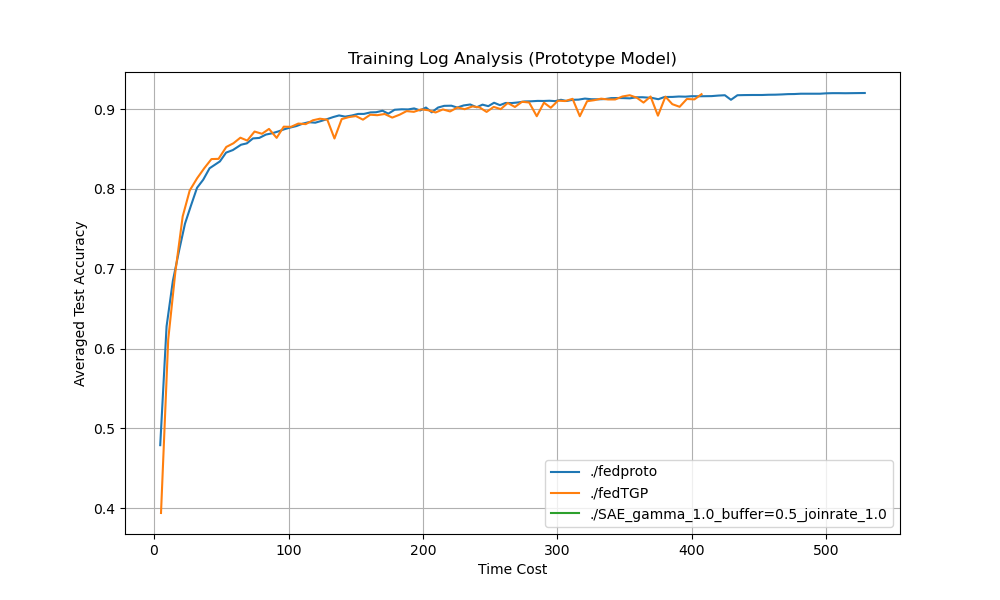 Training Log Analysis (Prototype Model)
Averaged Test Accuracy
0.9
0.8
0.7
0.6
0.5
0.4
0 100 200 300 400 500
Time Cost
./fedproto
./fedTGP
./SAE_gamma_1.0_buffer=0.5_joinrate_1.0